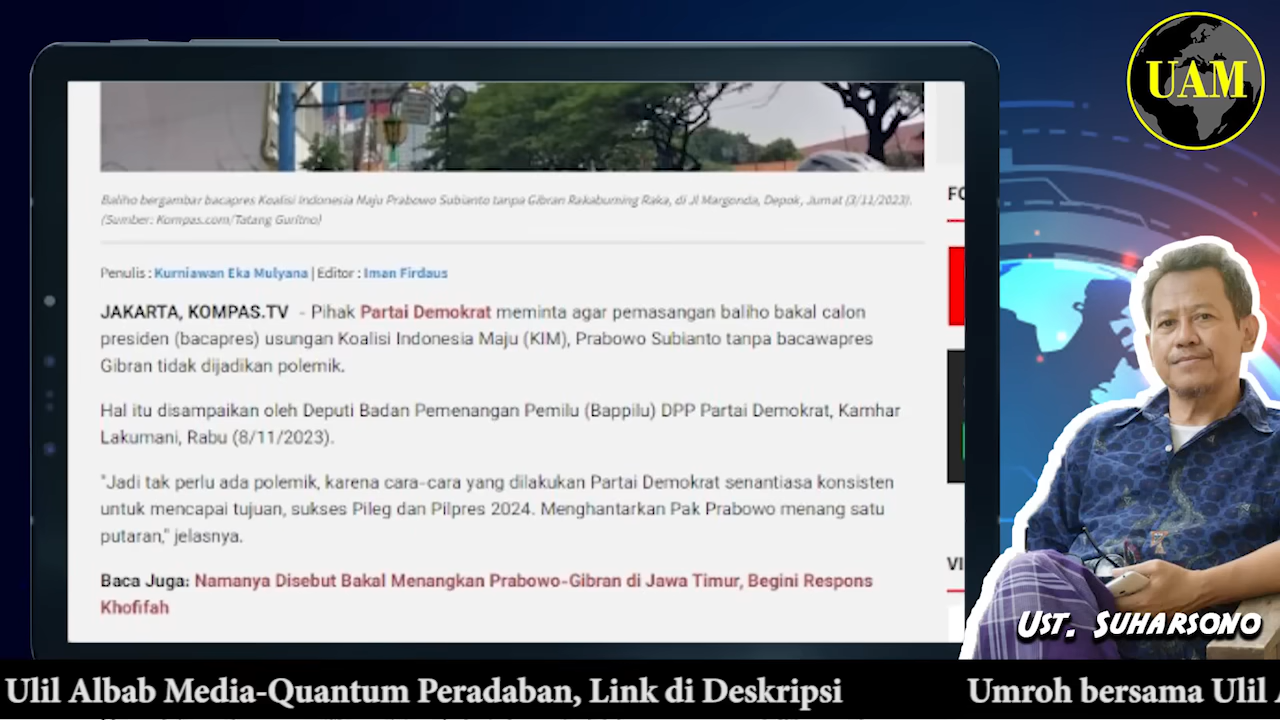 UAM
Baliho bergambar bacapres Koalisi Indonesia Maju Prabowo Subianto tanpa Gibran Rakabuming Raka, di Jl Margonda, Depok, Jumat (3/11/2023).
(Sumber: Kompas.com/Tatang Guritno)
FO
Penulis : Kurniawan Eka Mulyana | Editor : Iman Firdaus
JAKARTA, KOMPAS.TV - Pihak Partai Demokrat meminta agar pemasangan baliho bakal calon
presiden (bacapres) usungan Koalisi Indonesia Maju (KIM), Prabowo Subianto tanpa bacawapres
Gibran tidak dijadikan polemik.
Hal itu disampaikan oleh Deputi Badan Pemenangan Pemilu (Bappilu) DPP Partai Demokrat, Kamhar
Lakumani, Rabu (8/11/2023).
"Jadi tak perlu ada polemik, karena cara-cara yang dilakukan Partai Demokrat senantiasa konsisten
untuk mencapai tujuan, sukses Pileg dan Pilpres 2024. Menghantarkan Pak Prabowo menang satu
putaran," jelasnya.
VI
Baca Juga: Namanya Disebut Bakal Menangkan Prabowo-Gibran di Jawa Timur, Begini Respons
Khofifah
UST. SUHARSONO
Ulil Albab Media-Quantum Peradaban, Link di Deskripsi
Umroh bersama Ulil A